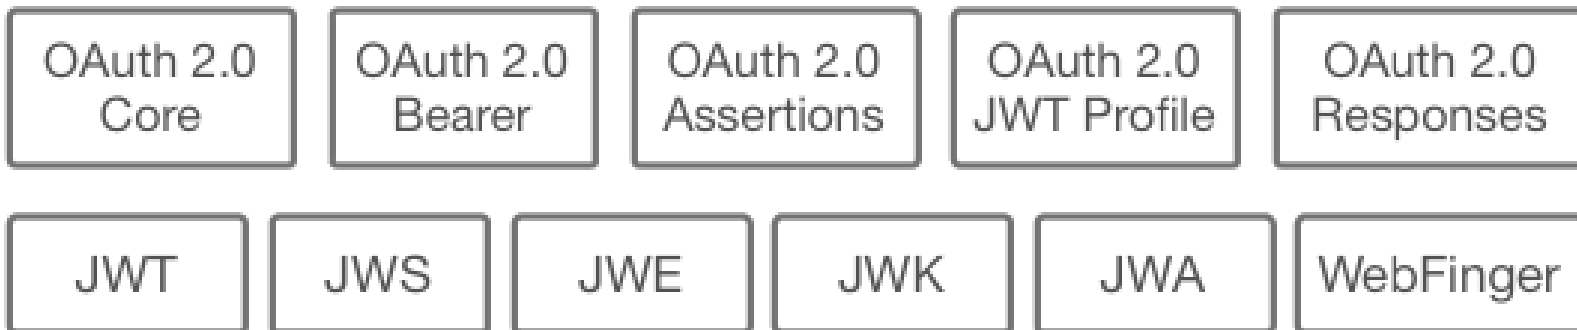 OAuth 2.0 Core
OAuth 2.0 Bearer
OAuth 2.0 Assertions
OAuth 2.0 JWT Profile
OAuth 2.0 Responses
JWT
JWS
JWE
JWK
JWA
WebFinger